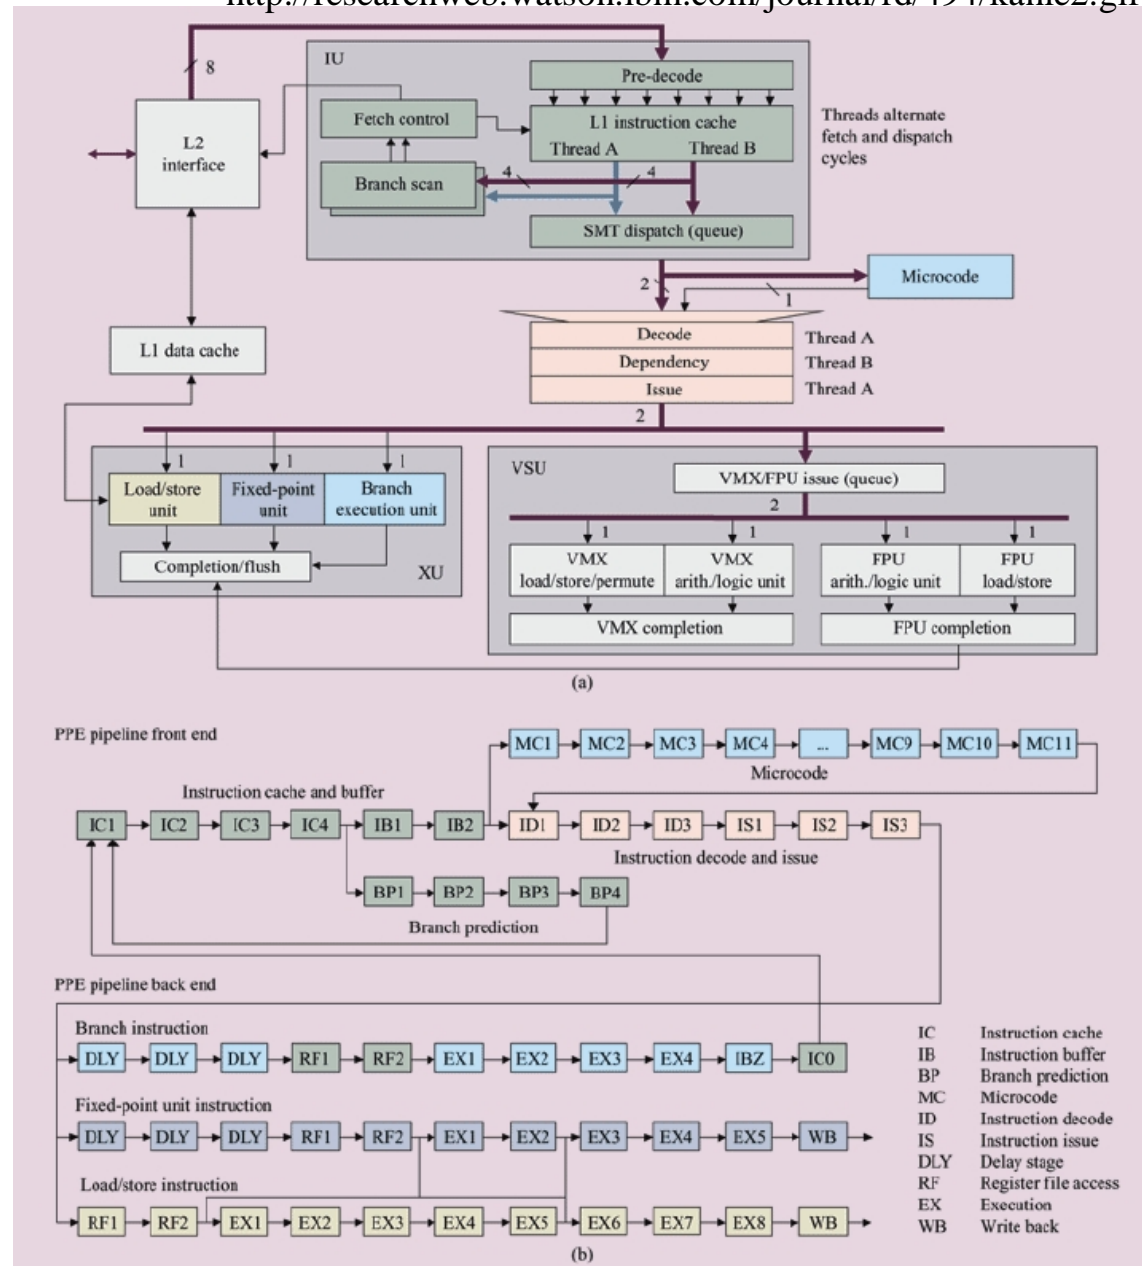 http://researchweb.watson.ibm.com/journal/rd/494/kahle2.gif
8
IU
Pre-decode
L2
interface
Fetch control
L1 instruction cache
Thread A
Thread B
Threads alternate
fetch and dispatch
cycles
Branch scan
4
4
SMT dispatch (queue)
2
1
Microcode
L1 data cache
Decode
Thread A
Dependency
Thread B
Issue
Thread A
2
1
1
1
Load/store
unit
Fixed-point
unit
Branch
execution unit
Completion/flush
XU
VSU
VMX/FPU issue (queue)
2
1
1
1
1
VMX
load/store/permute
VMX
arith./logic unit
FPU
arith./logic unit
FPU
load/store
VMX completion
FPU completion
(a)
PPE pipeline front end
MC1
MC2
MC3
MC4
...
MC9
MC10
MC11
Microcode
Instruction cache and buffer
IC1
IC2
IC3
IC4
IB1
IB2
ID1
ID2
ID3
IS1
IS2
IS3
Instruction decode and issue
BP1
BP2
BP3
BP4
Branch prediction
PPE pipeline back end
Branch instruction
DLY
DLY
DLY
RF1
RF2
EX1
EX2
EX3
EX4
IBZ
IC0
Fixed-point unit instruction
DLY
DLY
DLY
RF1
RF2
EX1
EX2
EX3
EX4
EX5
WB
Load/store instruction
RF1
RF2
EX1
EX2
EX3
EX4
EX5
EX6
EX7
EX8
WB
IC Instruction cache
IB Instruction buffer
BP Branch prediction
MC Microcode
ID Instruction decode
IS Instruction issue
DLY Delay stage
RF Register file access
EX Execution
WB Write back
(b)